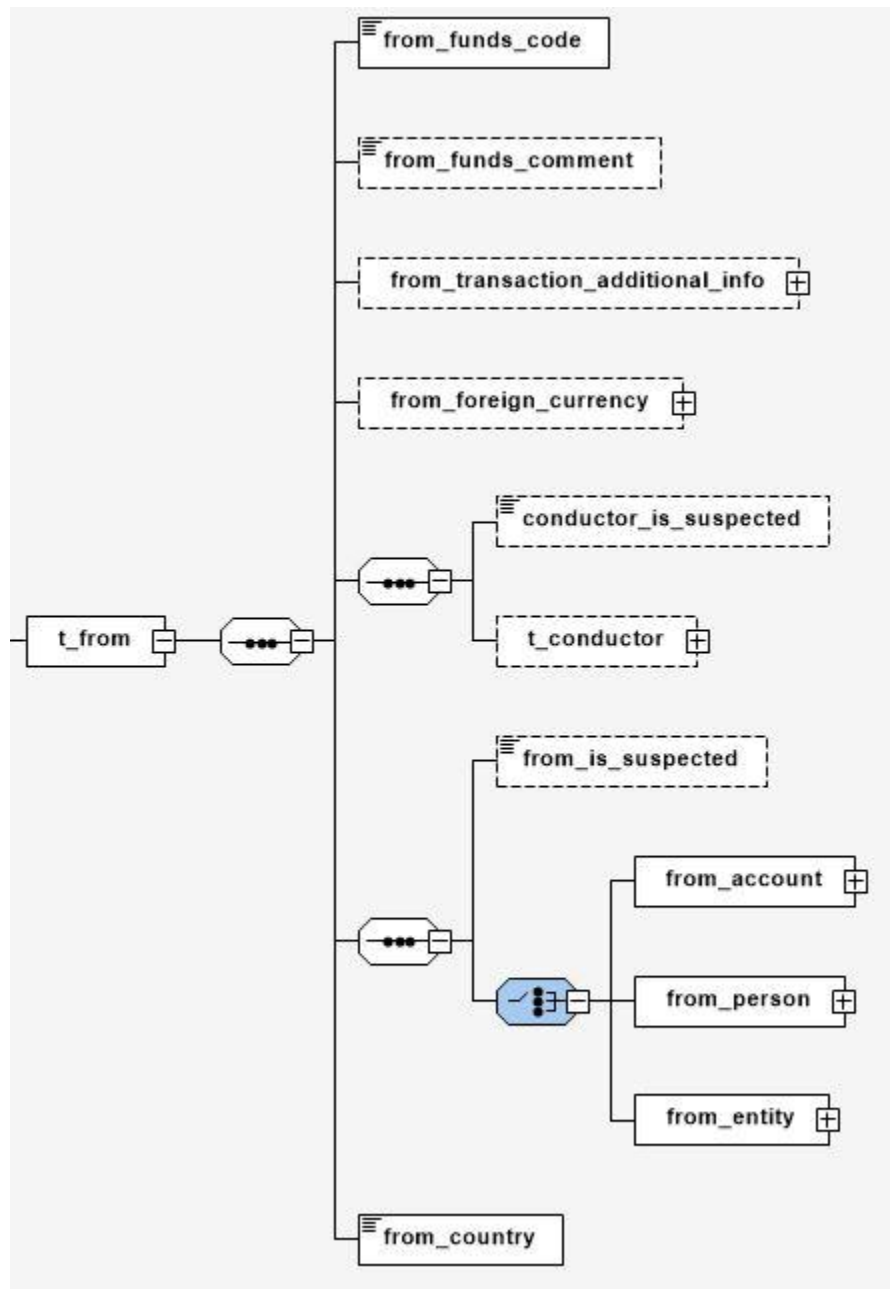 from_funds_code
from_funds_comment
from_transaction_additional_info
from_foreign_currency
conductor_is_suspected
t_from
t_conductor
from_is_suspected
from_account
from_person
from_entity
from_country